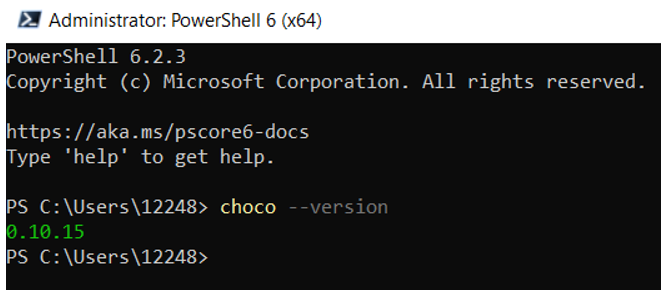 Administrator: PowerShell 6 (x64)
PowerShell 6.2.3
Copyright (c) Microsoft Corporation. All rights reserved.
https://aka.ms/pscore6-docs
Type 'help' to get help.
PS C:\Users\12248> choco --version
0.10.15
PS C:\Users\12248>